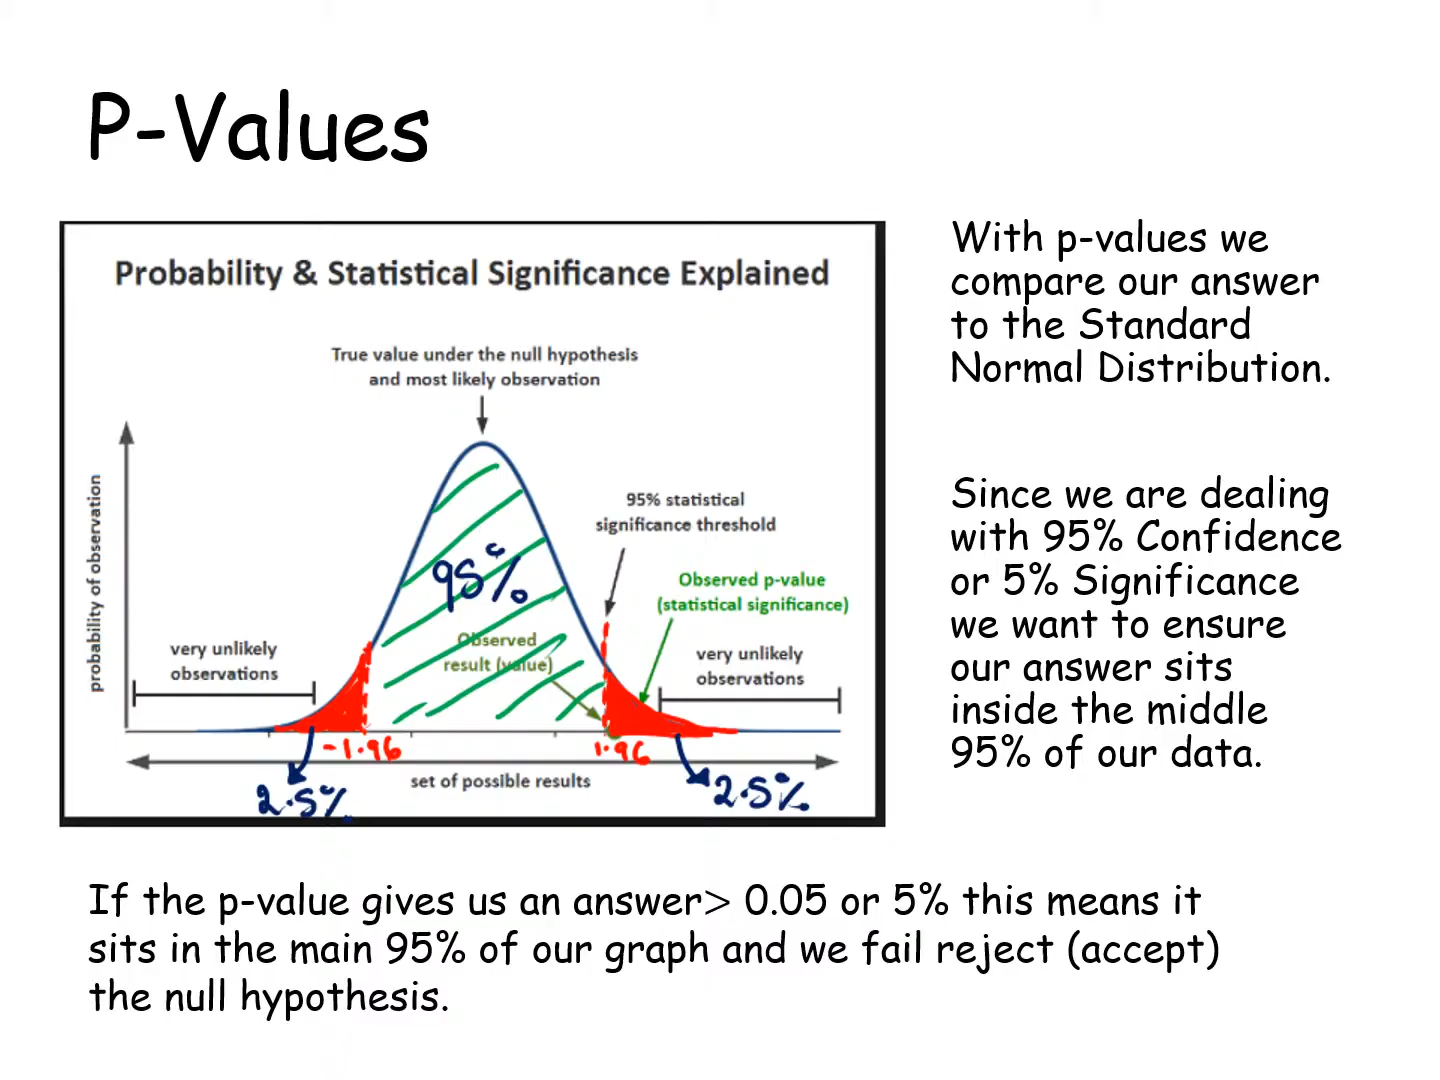 P-Values
Probability & Statistical Significance Explained
True value under the null hypothesis
and most likely observation
95% statistical
significance threshold
Observed p-value
(statistical significance)
95%
Observed
result (value)
very unlikely
observations
very unlikely
observations
probability of observation
-1.96
1.96
set of possible results
2.5%
2.5%
With p-values we
compare our answer
to the Standard
Normal Distribution.
Since we are dealing
with 95% Confidence
or 5% Significance
we want to ensure
our answer sits
inside the middle
95% of our data.
If the p-value gives us an answer> 0.05 or 5% this means it
sits in the main 95% of our graph and we fail reject (accept)
the null hypothesis.